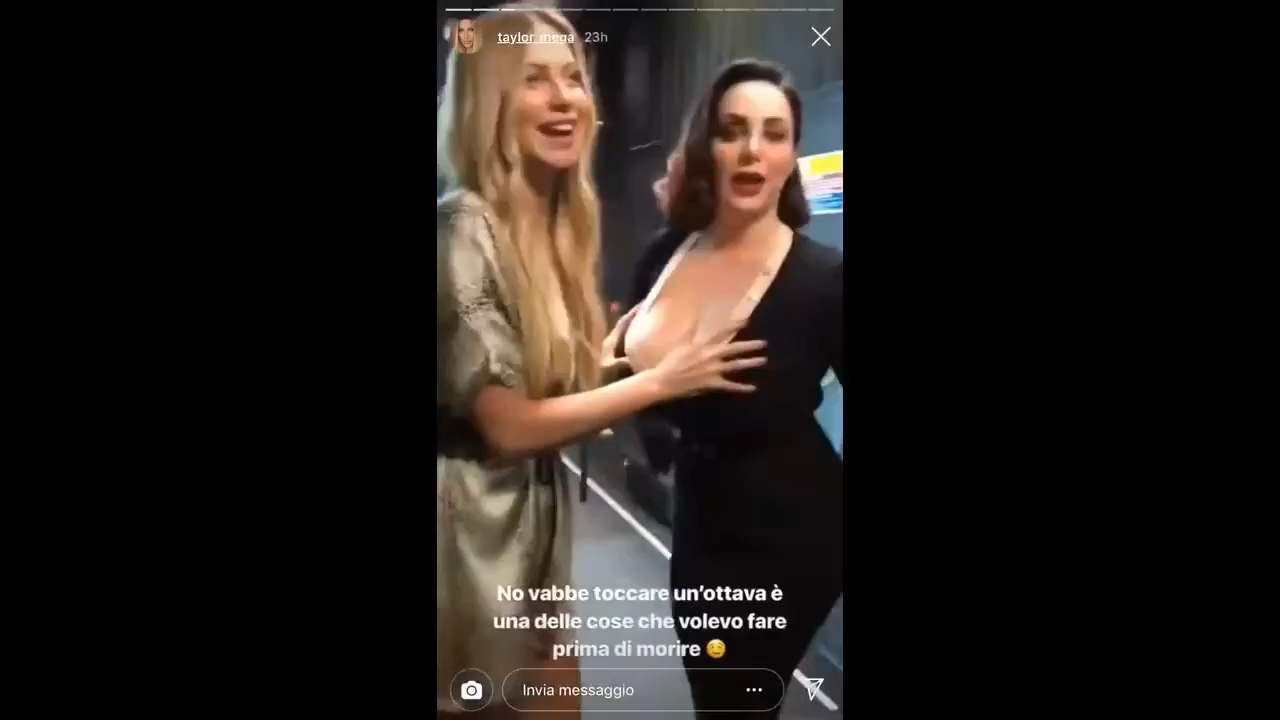 taylor_mega 23h
No vabbe toccare un'ottava è
una delle cose che volevo fare
prima di morire 🤤
Invia messaggio